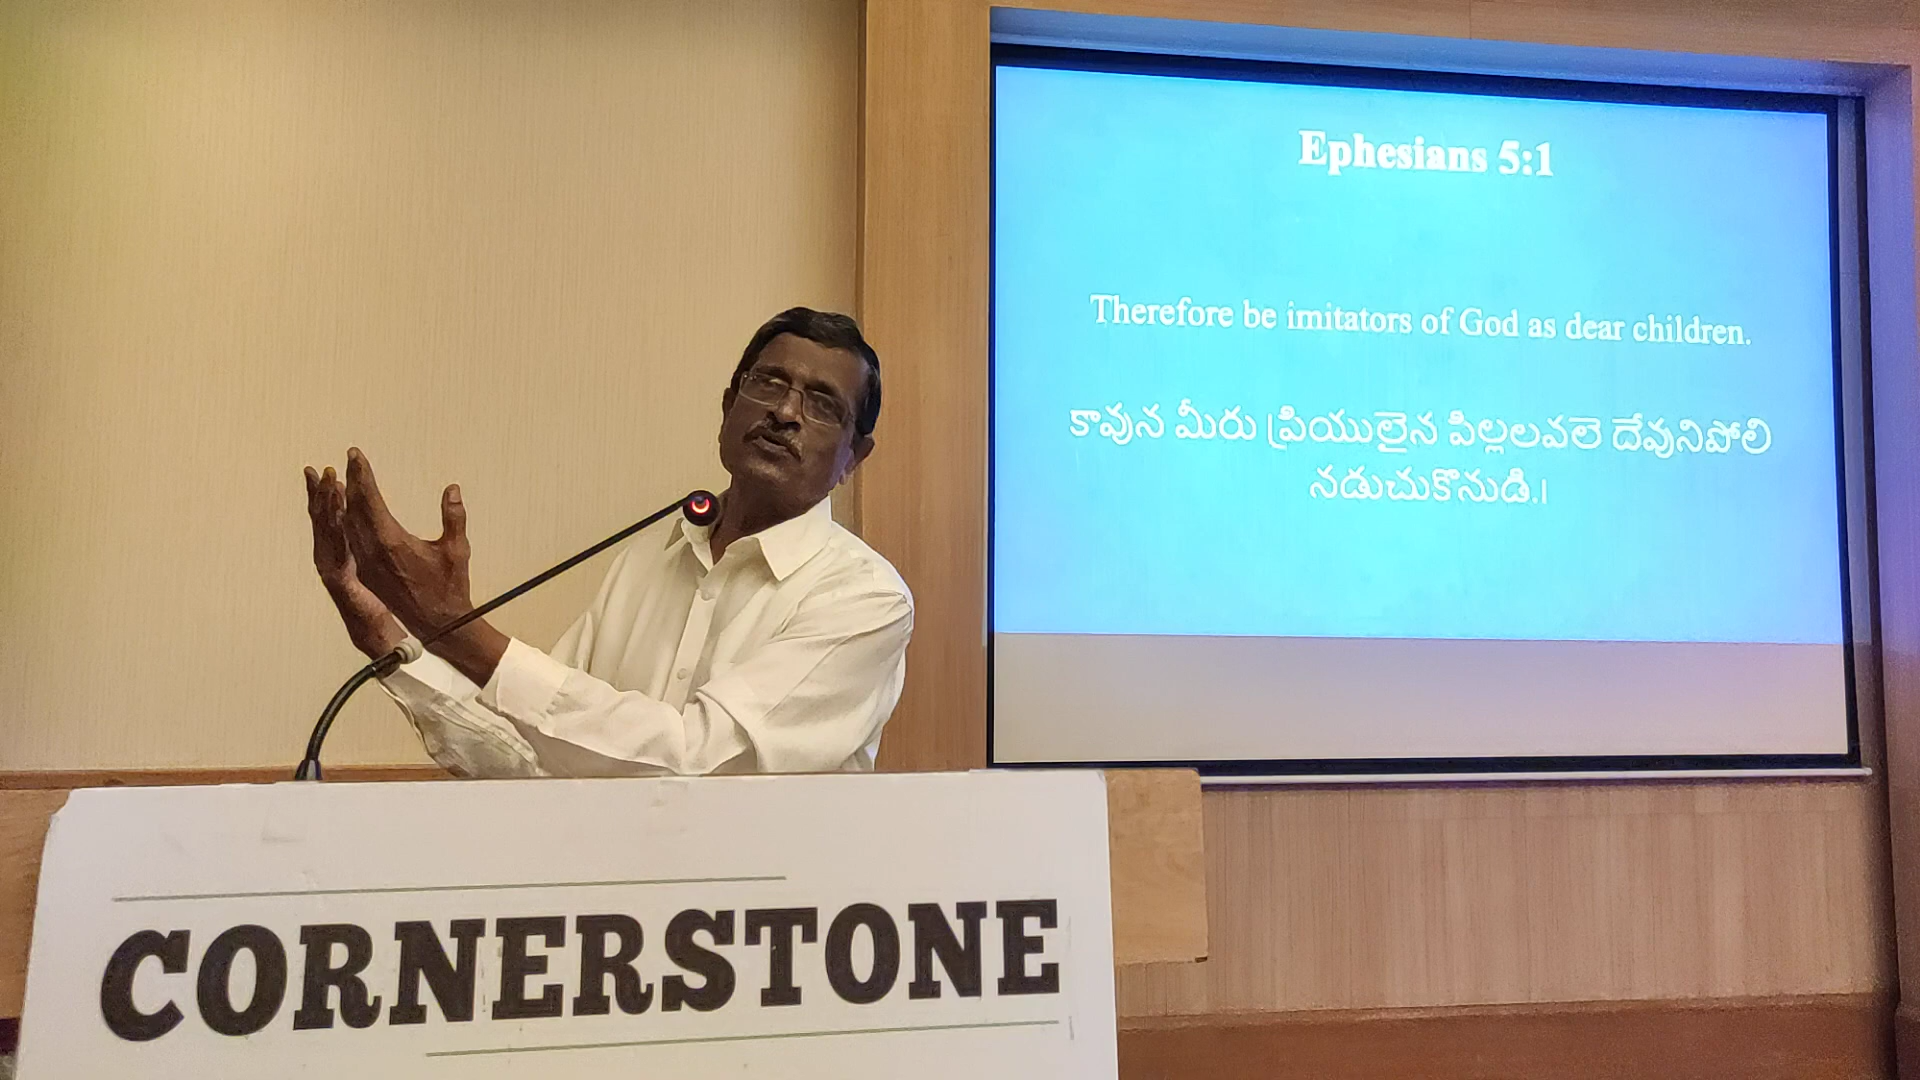 Ephesians 5:1
Therefore be imitators of God as dear children.
కావున మీరు ప్రియులైన పిల్లలవలె దేవునిపోలి
నడుచుకొనుడి.।
CORNERSTONE